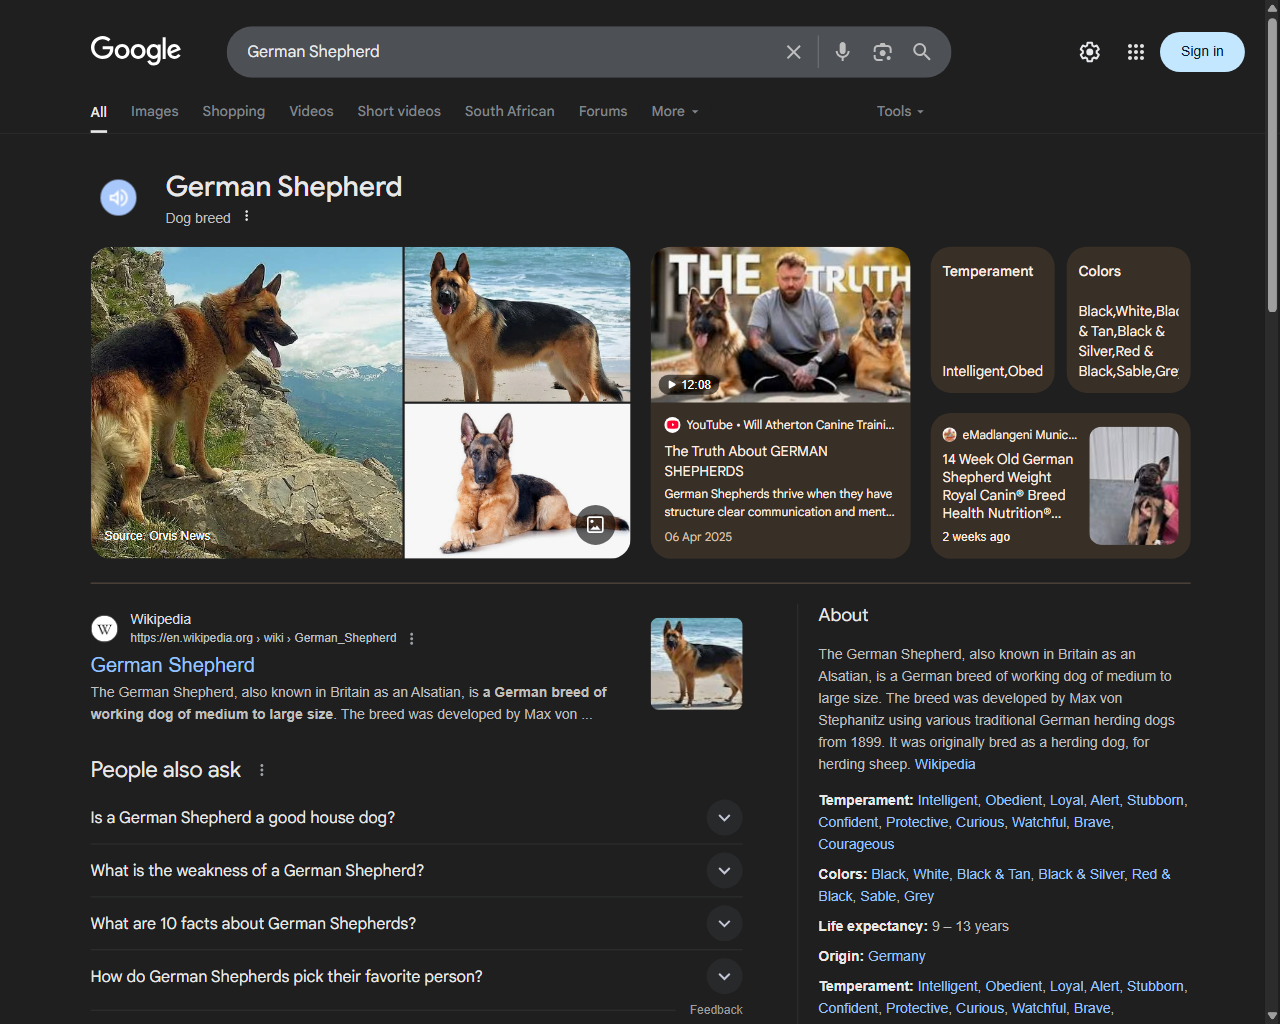 Google
German Shepherd
Sign in
All
Images
Shopping
Videos
Short videos
South African
Forums
More
Tools
German Shepherd
Dog breed
Source: Orvis News
THE TRUTH
12:08
YouTube • Will Atherton Canine Traini...
The Truth About GERMAN
SHEPHERDS
German Shepherds thrive when they have
structure clear communication and ment...
06 Apr 2025
Temperament
Intelligent,Obed
Colors
Black,White,Blac
& Tan,Black &
Silver,Red &
Black,Sable,Grey
eMadlangeni Munic...
14 Week Old German
Shepherd Weight
Royal Canin® Breed
Health Nutrition®...
2 weeks ago
W
Wikipedia
https://en.wikipedia.org › wiki › German_Shepherd
German Shepherd
The German Shepherd, also known in Britain as an Alsatian, is a German breed of
working dog of medium to large size. The breed was developed by Max von ...
People also ask
Is a German Shepherd a good house dog?
What is the weakness of a German Shepherd?
What are 10 facts about German Shepherds?
How do German Shepherds pick their favorite person?
Feedback
About
The German Shepherd, also known in Britain as an
Alsatian, is a German breed of working dog of medium to
large size. The breed was developed by Max von
Stephanitz using various traditional German herding dogs
from 1899. It was originally bred as a herding dog, for
herding sheep. Wikipedia
Temperament: Intelligent, Obedient, Loyal, Alert, Stubborn,
Confident, Protective, Curious, Watchful, Brave,
Courageous
Colors: Black, White, Black & Tan, Black & Silver, Red &
Black, Sable, Grey
Life expectancy: 9 – 13 years
Origin: Germany
Temperament: Intelligent, Obedient, Loyal, Alert, Stubborn,
Confident, Protective, Curious, Watchful, Brave,